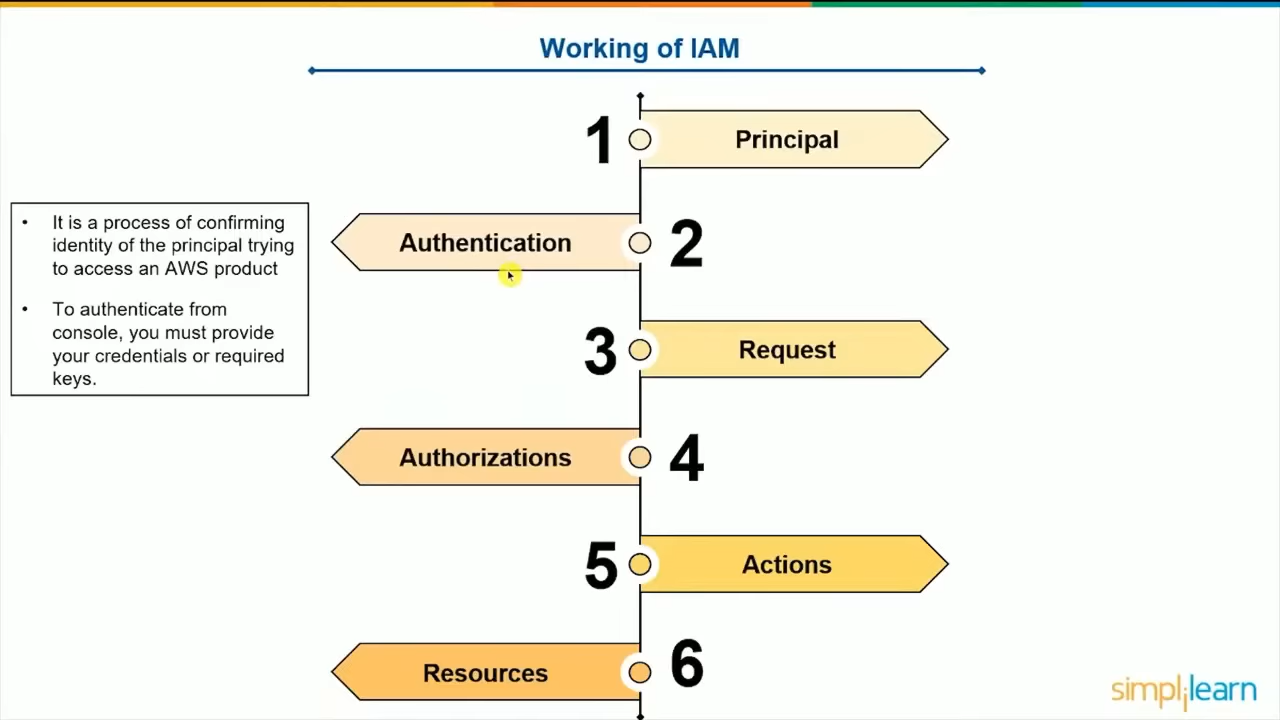 Working of IAM
1
Principal
• It is a process of confirming
identity of the principal trying
to access an AWS product
• To authenticate from
console, you must provide
your credentials or required
keys.
Authentication
2
3
Request
Authorizations
4
5
Actions
Resources
6
simplilearn